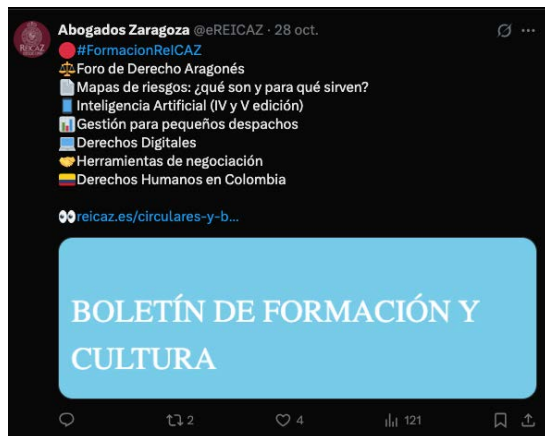 Abogados Zaragoza @eREICAZ · 28 oct.
🔴#FormacionReICAZ
⚖️Foro de Derecho Aragonés
📄Mapas de riesgos: ¿qué son y para qué sirven?
📘Inteligencia Artificial (IV y V edición)
📊Gestión para pequeños despachos
💻Derechos Digitales
🤝Herramientas de negociación
🇨🇴Derechos Humanos en Colombia
👀reicaz.es/circulares-y-b...
BOLETÍN DE FORMACIÓN Y
CULTURA
2 4 121